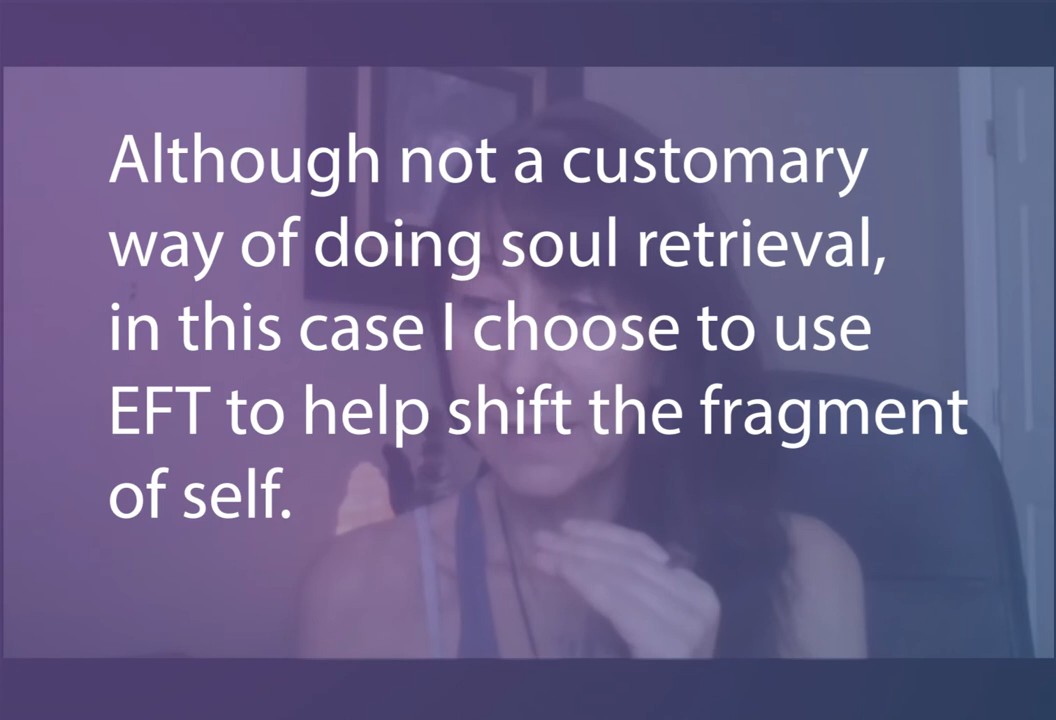 Although not a customary
way of doing soul retrieval,
in this case I choose to use
EFT to help shift the fragment
of self.